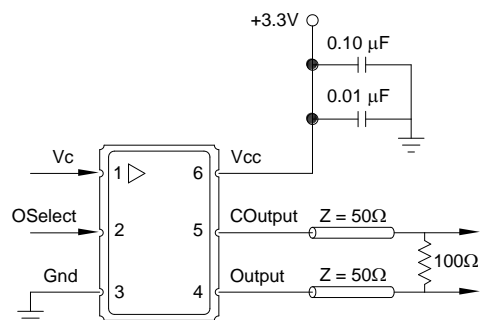 +3.3V
0.10 μF
0.01 μF
Vc 1 6 Vcc
OSelect 2 5 COutput Z = 50Ω
100Ω
Gnd 3 4 Output Z = 50Ω